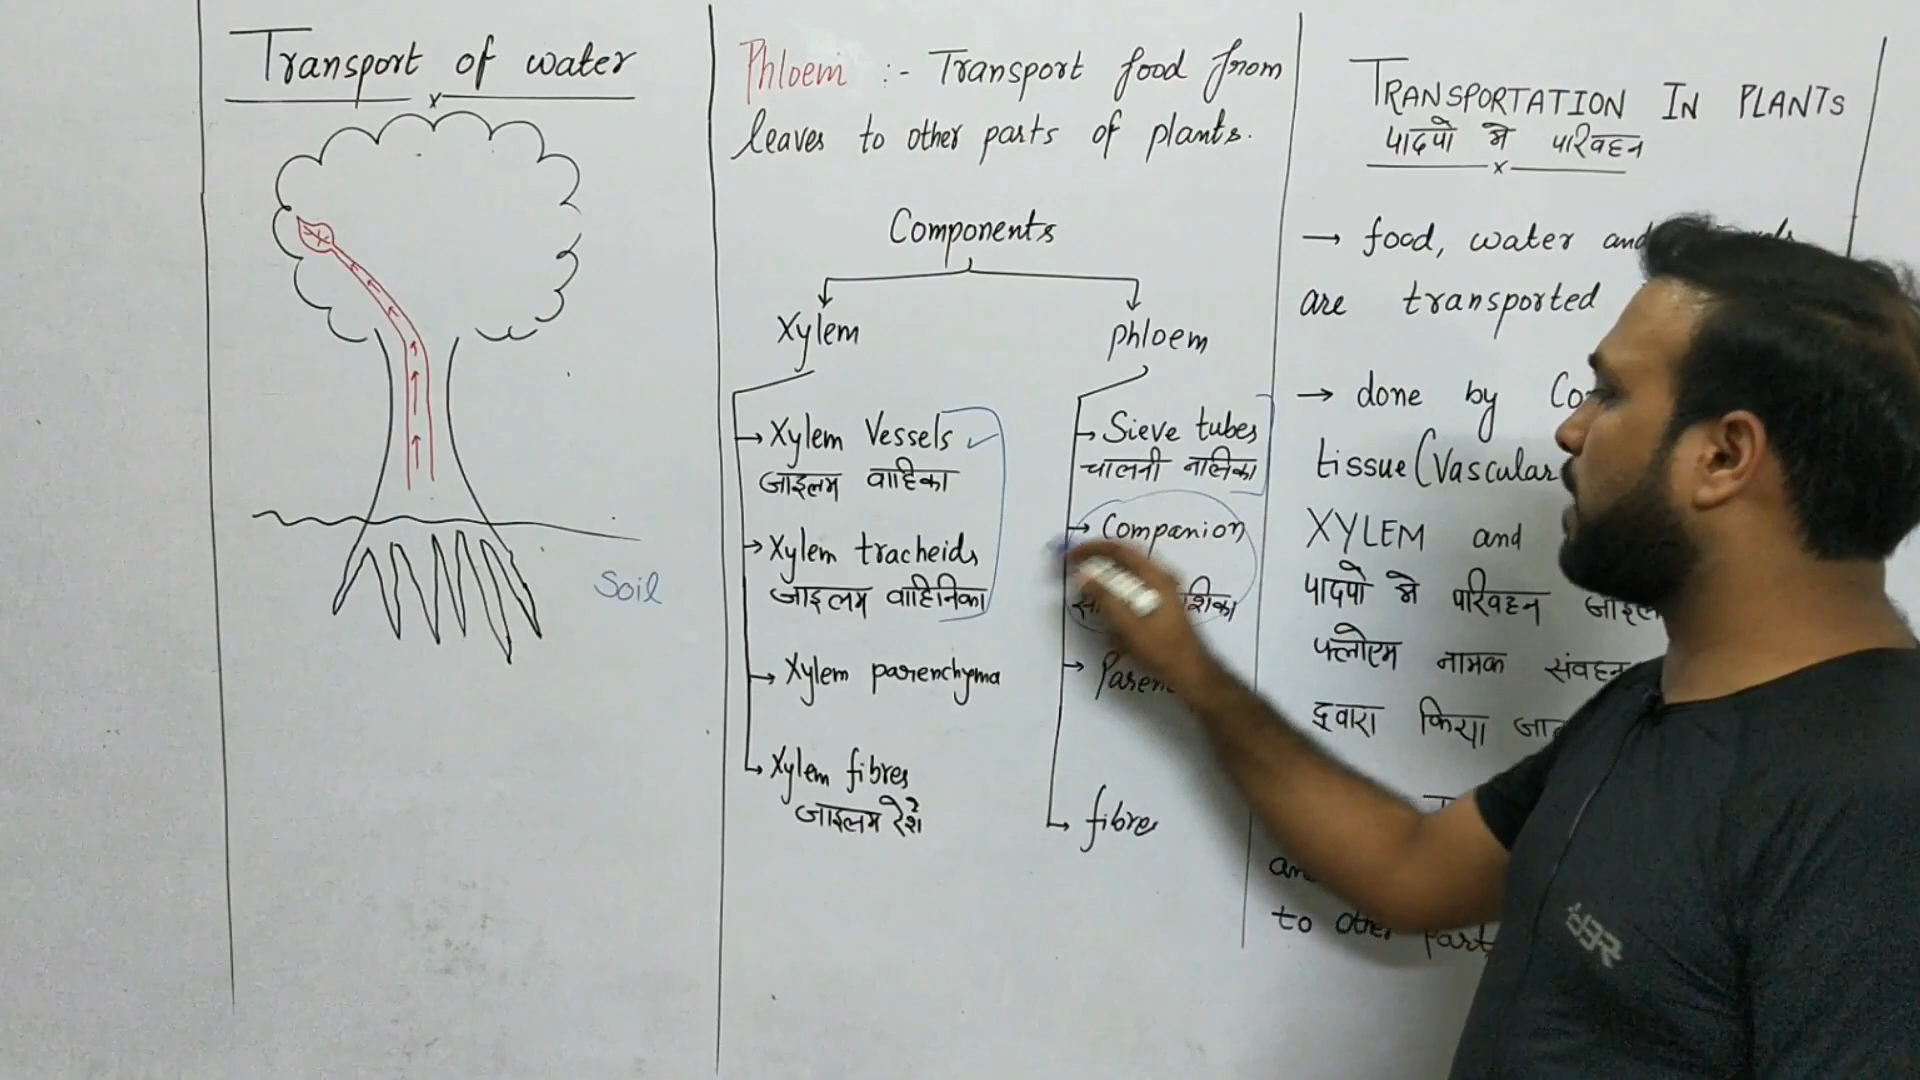 Transport of water
Soil
Phloem :- Transport food from
leaves to other parts of plants.
Components
Xylem
→ Xylem Vessels ✓
जाइलम वाहिका
→ Xylem tracheids
जाइलम वाहिनिका
→ Xylem parenchyma
→ Xylem fibres
जाइलम रेशे
phloem
→ Sieve tubes
चालनी नालिका
→ Companion
→
→ fibre
TRANSPORTATION IN PLANTS
पादपो मे परिवहन
→ food, water and
are transported
→ done by
tissue (Vascular
XYLEM and
पादपो मे परिवहन
फ्लोएम नामक
द्वारा किया
to other